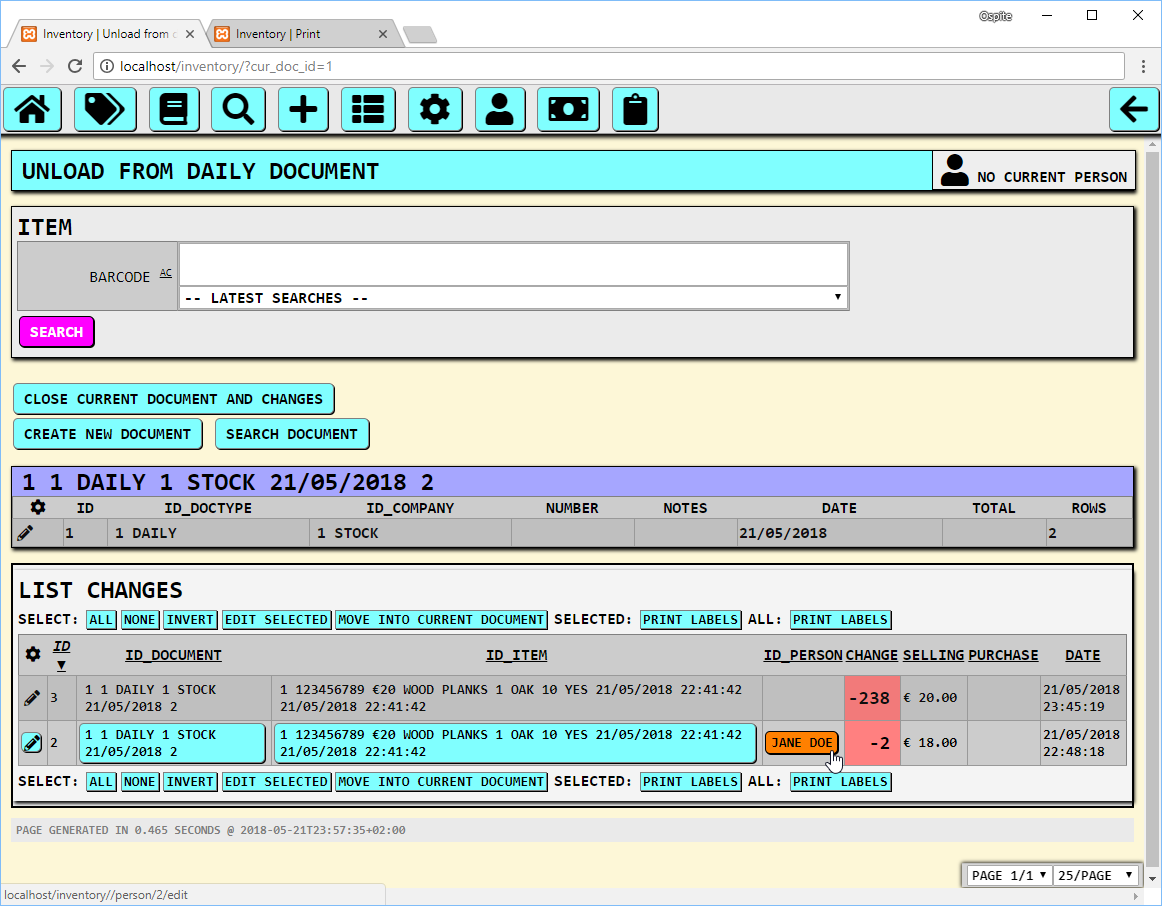 Ospite
Inventory | Unload from d
Inventory | Print
localhost/inventory/?cur_doc_id=1
UNLOAD FROM DAILY DOCUMENT
NO CURRENT PERSON
ITEM
BARCODE AC
-- LATEST SEARCHES --
SEARCH
CLOSE CURRENT DOCUMENT AND CHANGES
CREATE NEW DOCUMENT SEARCH DOCUMENT
1 1 DAILY 1 STOCK 21/05/2018 2
ID ID_DOCTYPE ID_COMPANY NUMBER NOTES DATE TOTAL ROWS
1 1 DAILY 1 STOCK 21/05/2018 2
LIST CHANGES
SELECT: ALL NONE INVERT EDIT SELECTED MOVE INTO CURRENT DOCUMENT SELECTED: PRINT LABELS ALL: PRINT LABELS
ID ▼ ID_DOCUMENT ID_ITEM ID_PERSON CHANGE SELLING PURCHASE DATE
3 1 1 DAILY 1 STOCK 1 123456789 €20 WOOD PLANKS 1 OAK 10 YES 21/05/2018 22:41:42 -238 € 20.00 21/05/2018
21/05/2018 2 21/05/2018 22:41:42 23:45:19
2 1 1 DAILY 1 STOCK 1 123456789 €20 WOOD PLANKS 1 OAK 10 YES 21/05/2018 22:41:42 JANE DOE -2 € 18.00 21/05/2018
21/05/2018 2 21/05/2018 22:41:42 22:48:18
SELECT: ALL NONE INVERT EDIT SELECTED MOVE INTO CURRENT DOCUMENT SELECTED: PRINT LABELS ALL: PRINT LABELS
PAGE GENERATED IN 0.465 SECONDS @ 2018-05-21T23:57:35+02:00
PAGE 1/1 25/PAGE
localhost/inventory//person/2/edit